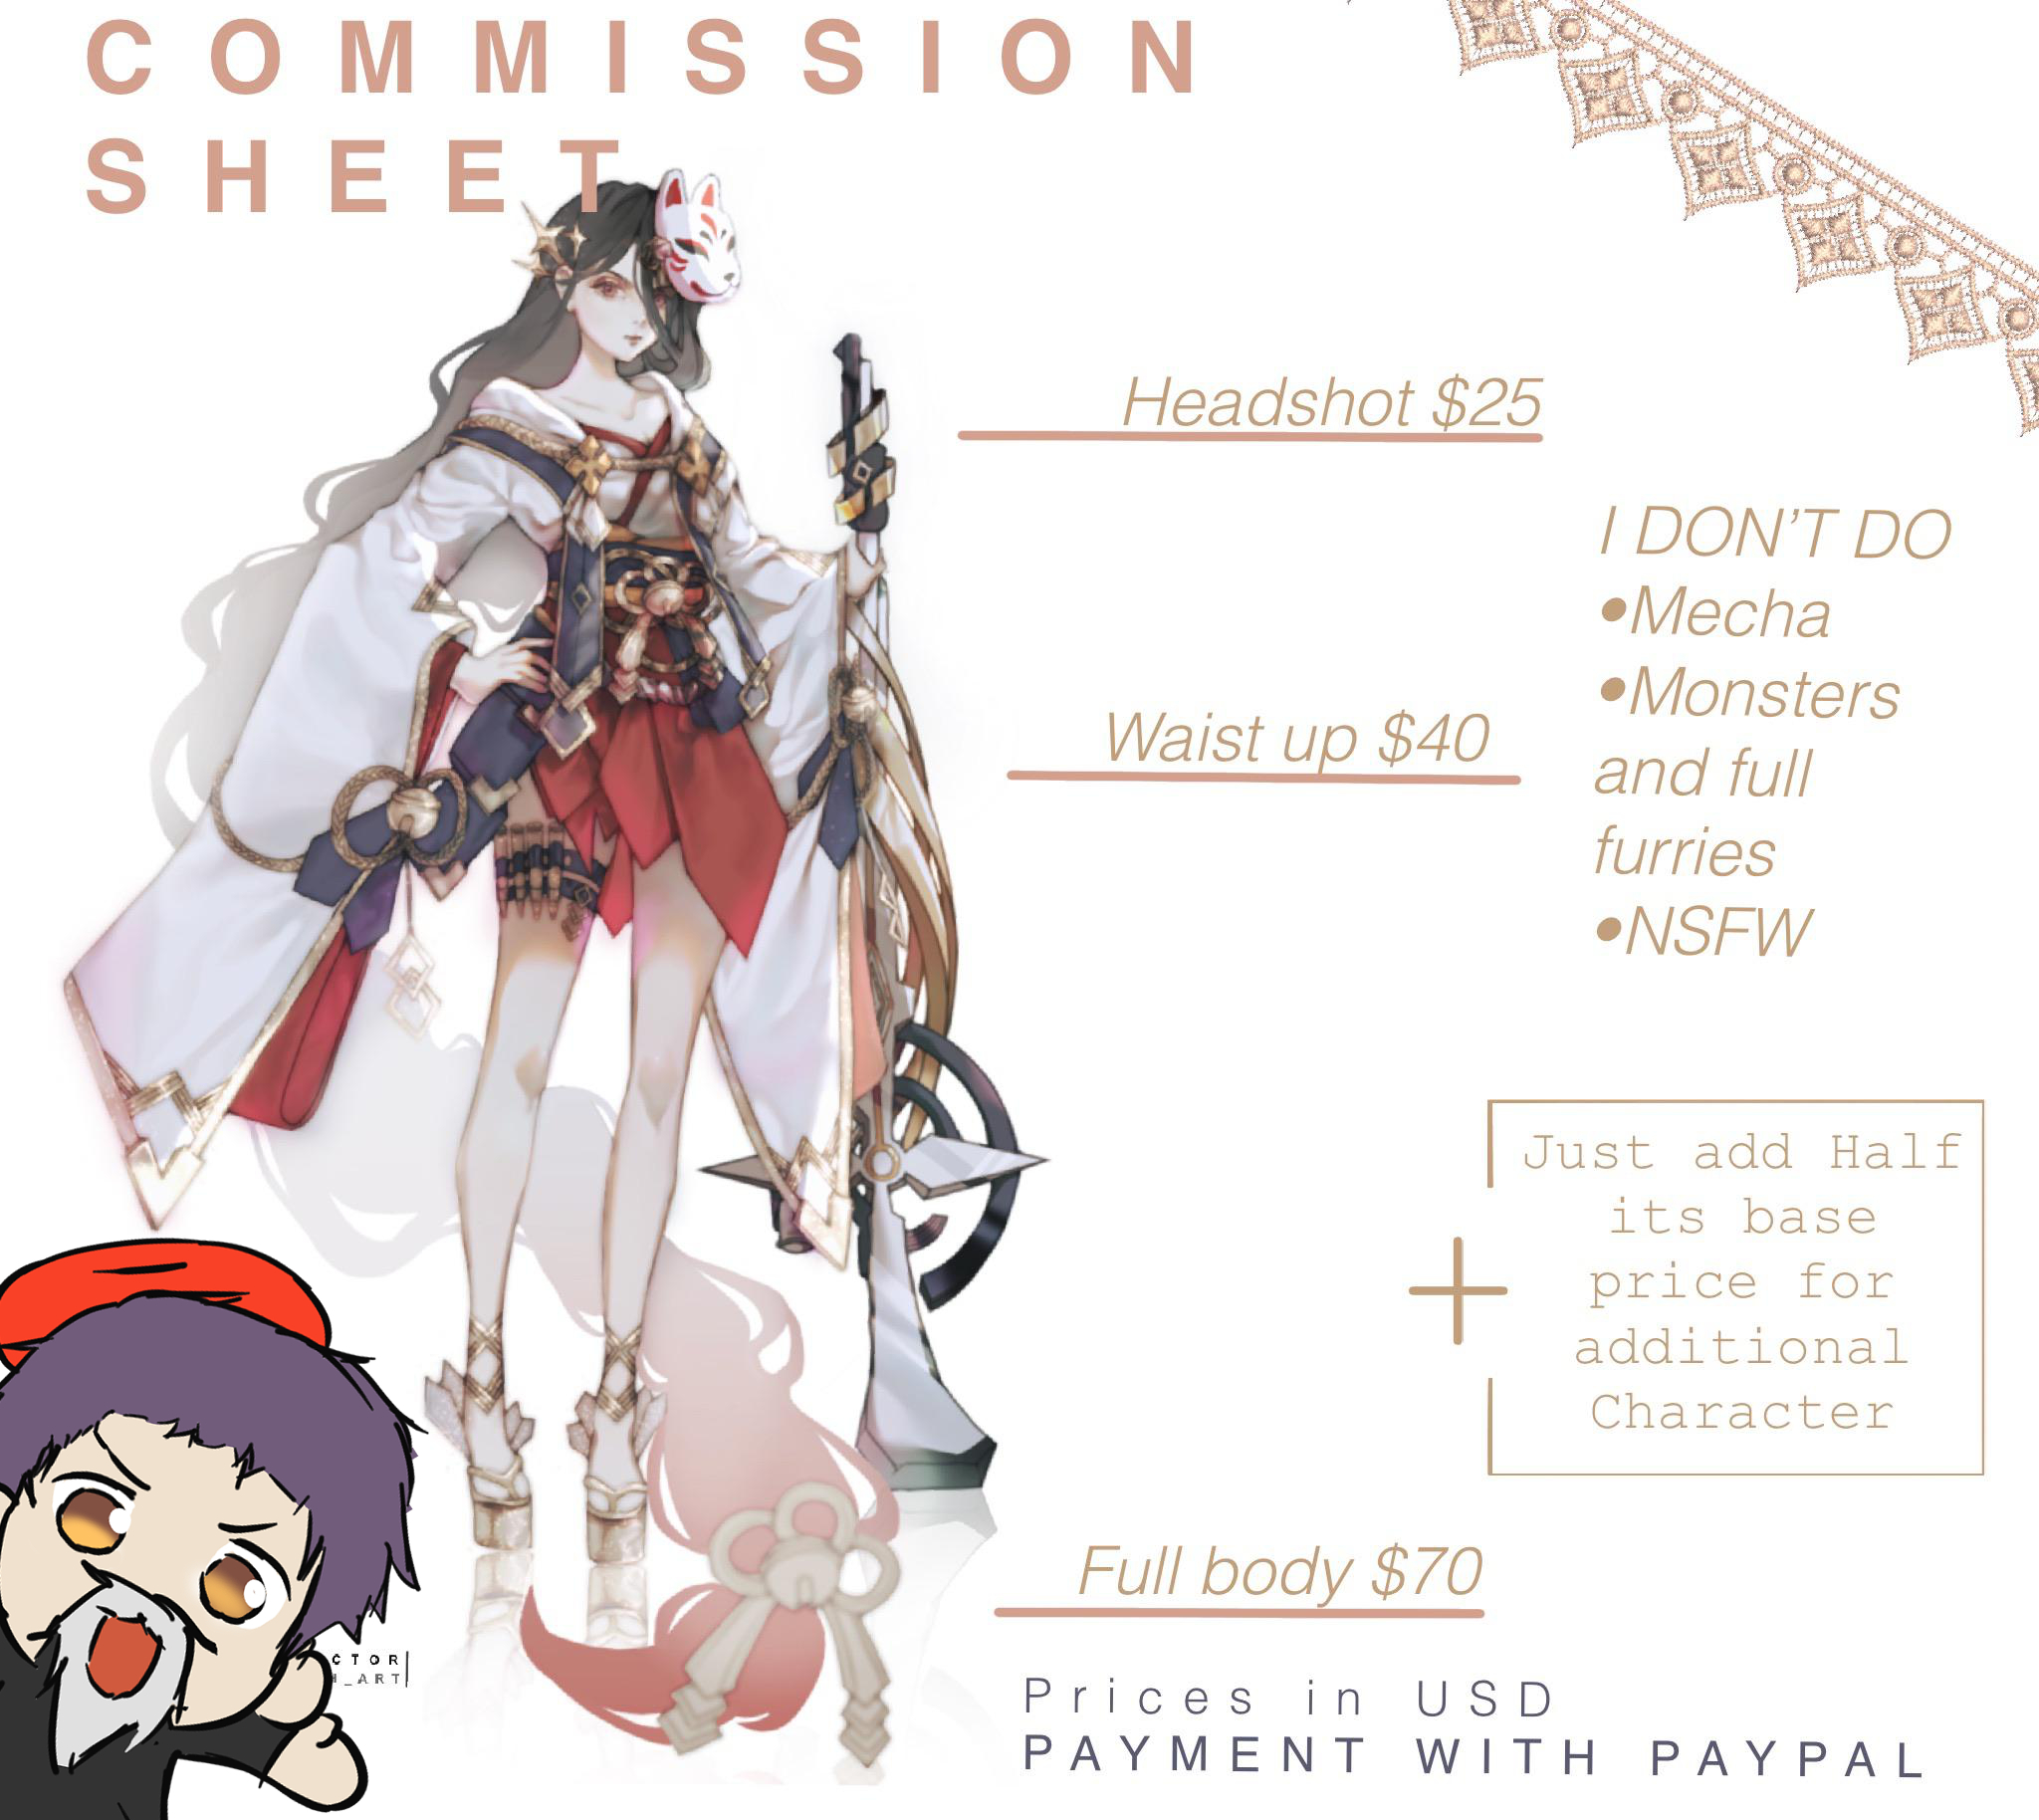 COMMISSION
SHEET
Headshot $25
I DON'T DO
•Mecha
•Monsters
and full
furries
•NSFW
Waist up $40
Just add Half
its base
price for
additional
Character
+
Full body $70
Prices in USD
PAYMENT WITH PAYPAL